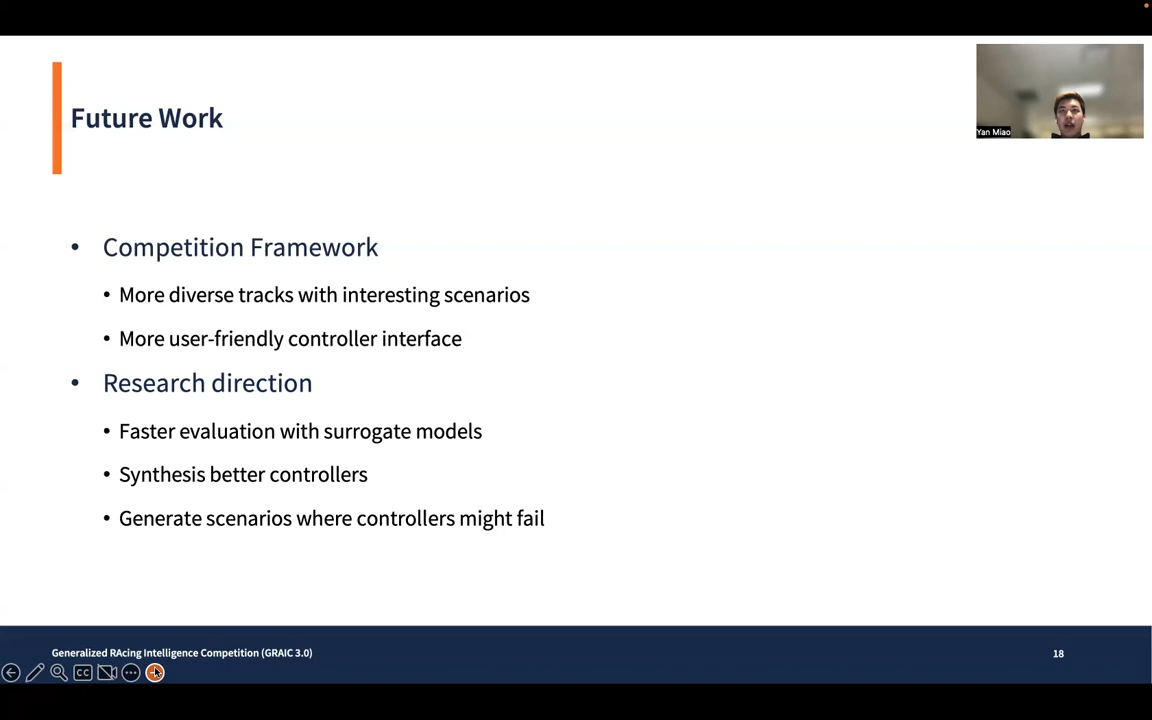 Future Work
Yan Miao
• Competition Framework
• More diverse tracks with interesting scenarios
• More user-friendly controller interface
• Research direction
• Faster evaluation with surrogate models
• Synthesis better controllers
• Generate scenarios where controllers might fail
Generalized RAcing Intelligence Competition (GRAIC 3.0)
18
CC